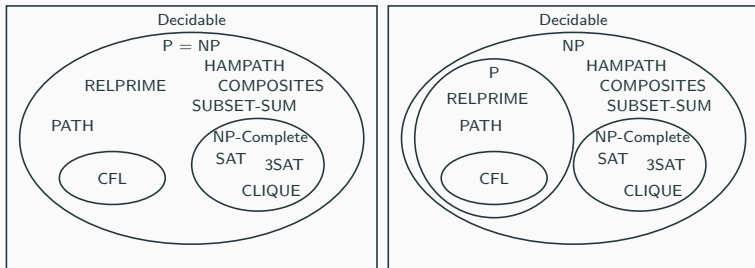 Decidable
P = NP
HAMPATH
RELPRIME
COMPOSITES
SUBSET-SUM
PATH
NP-Complete
SAT
3SAT
CFL
CLIQUE
Decidable
NP
HAMPATH
P
COMPOSITES
RELPRIME
SUBSET-SUM
PATH
NP-Complete
SAT
3SAT
CFL
CLIQUE